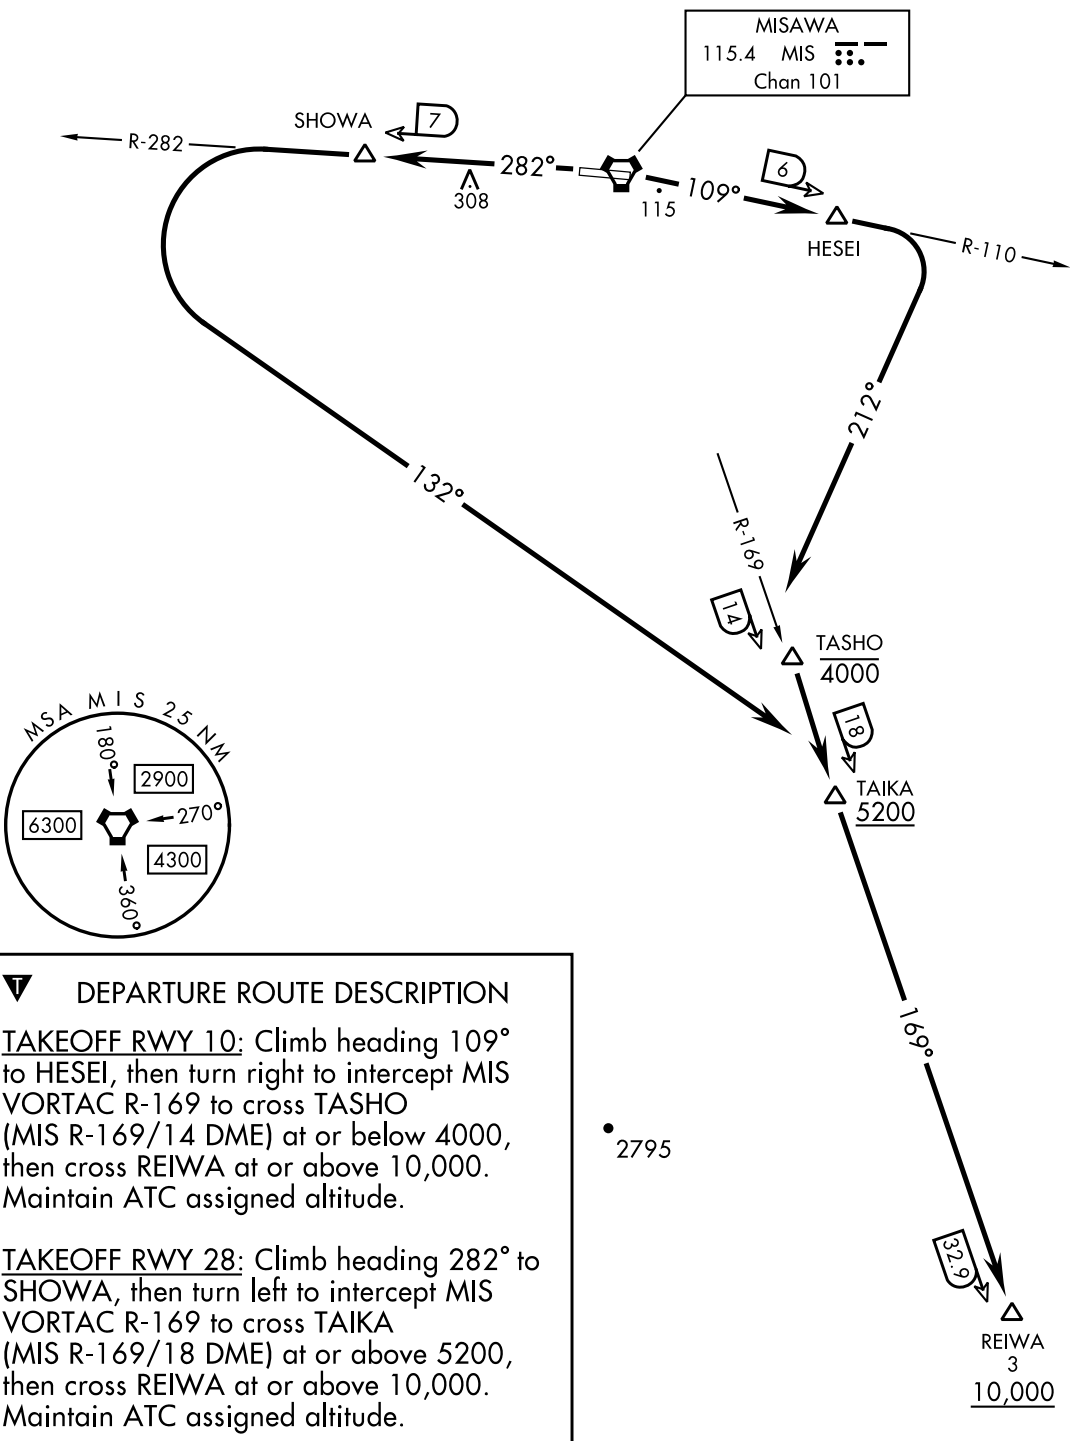 MISAWA
115.4 MIS
Chan 101
SHOWA
7
R-282
282°
308
115
109°
6
HESEI
R-110
212°
132°
R-169
14
TASHO
4000
18
TAIKA
5200
MSA MIS 25 NM
180°
2900
270°
6300
4300
360°
169°
2795
32.9
REIWA
3
10,000
T DEPARTURE ROUTE DESCRIPTION
TAKEOFF RWY 10: Climb heading 109°
to HESEI, then turn right to intercept MIS
VORTAC R-169 to cross TASHO
(MIS R-169/14 DME) at or below 4000,
then cross REIWA at or above 10,000.
Maintain ATC assigned altitude.
TAKEOFF RWY 28: Climb heading 282° to
SHOWA, then turn left to intercept MIS
VORTAC R-169 to cross TAIKA
(MIS R-169/18 DME) at or above 5200,
then cross REIWA at or above 10,000.
Maintain ATC assigned altitude.